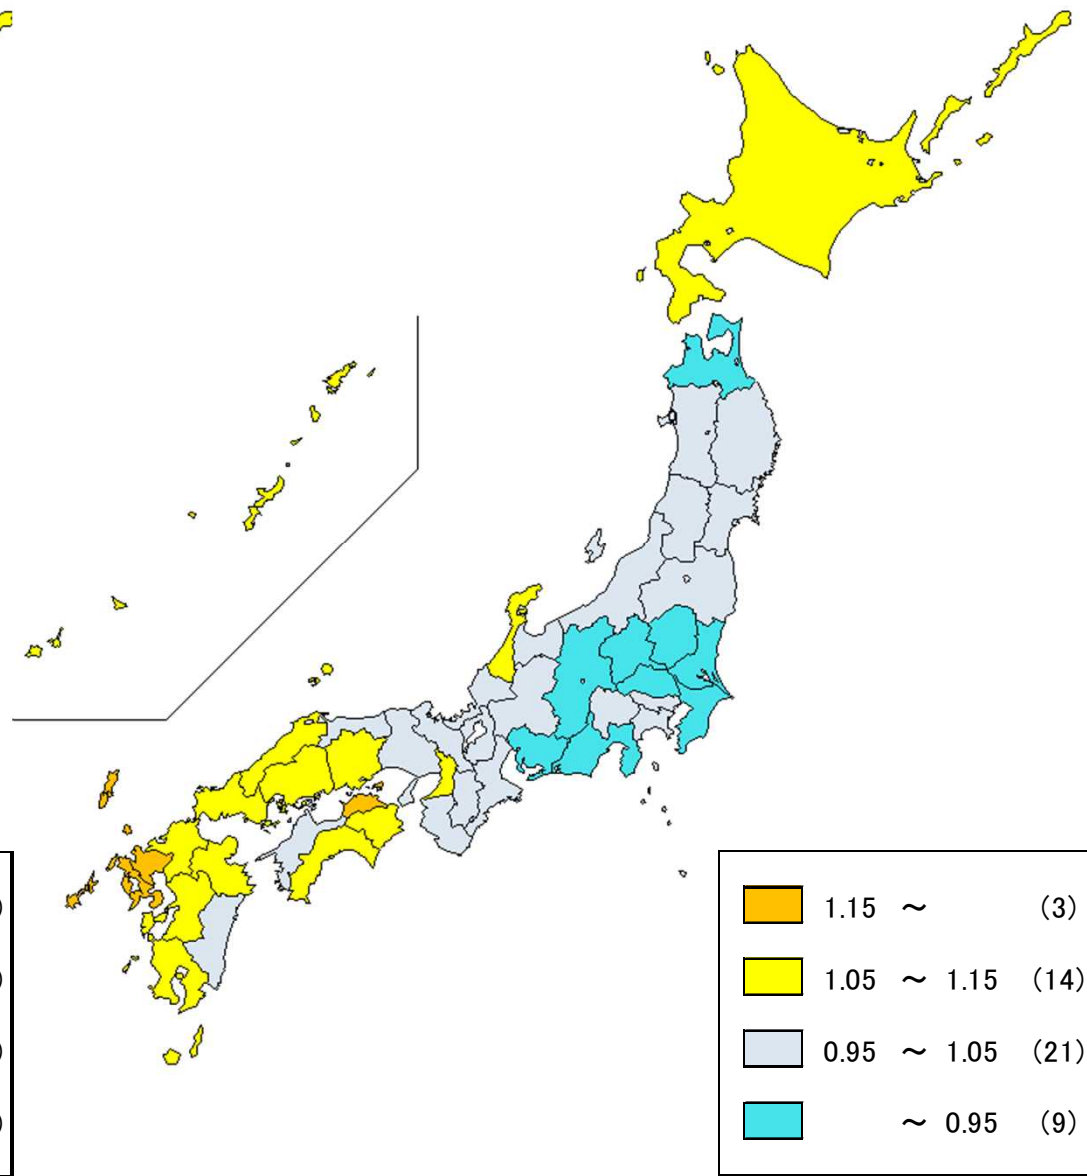 1.15 ～ （3）
1.05 ～ 1.15 （14）
0.95 ～ 1.05 （21）
～ 0.95 （9）
）
）
）
）